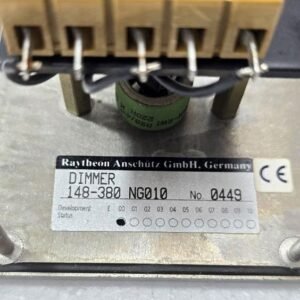 Raytheon Anschütz GmbH, Germany
DIMMER
148-380 NG010 No. 0449
Development E 00 01 02 03 04 05 06 07 08 09 10
Status
CE